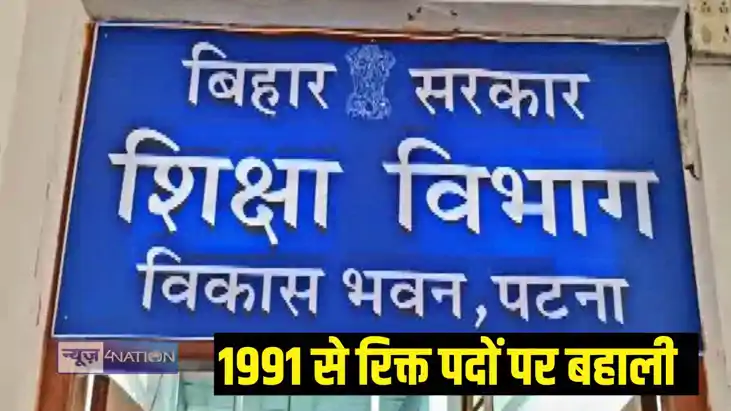 बिहार सरकार
शिक्षा विभाग
विकास भवन, पटना
न्यूज़ 4NATION
1991 से रिक्त पदों पर बहाली